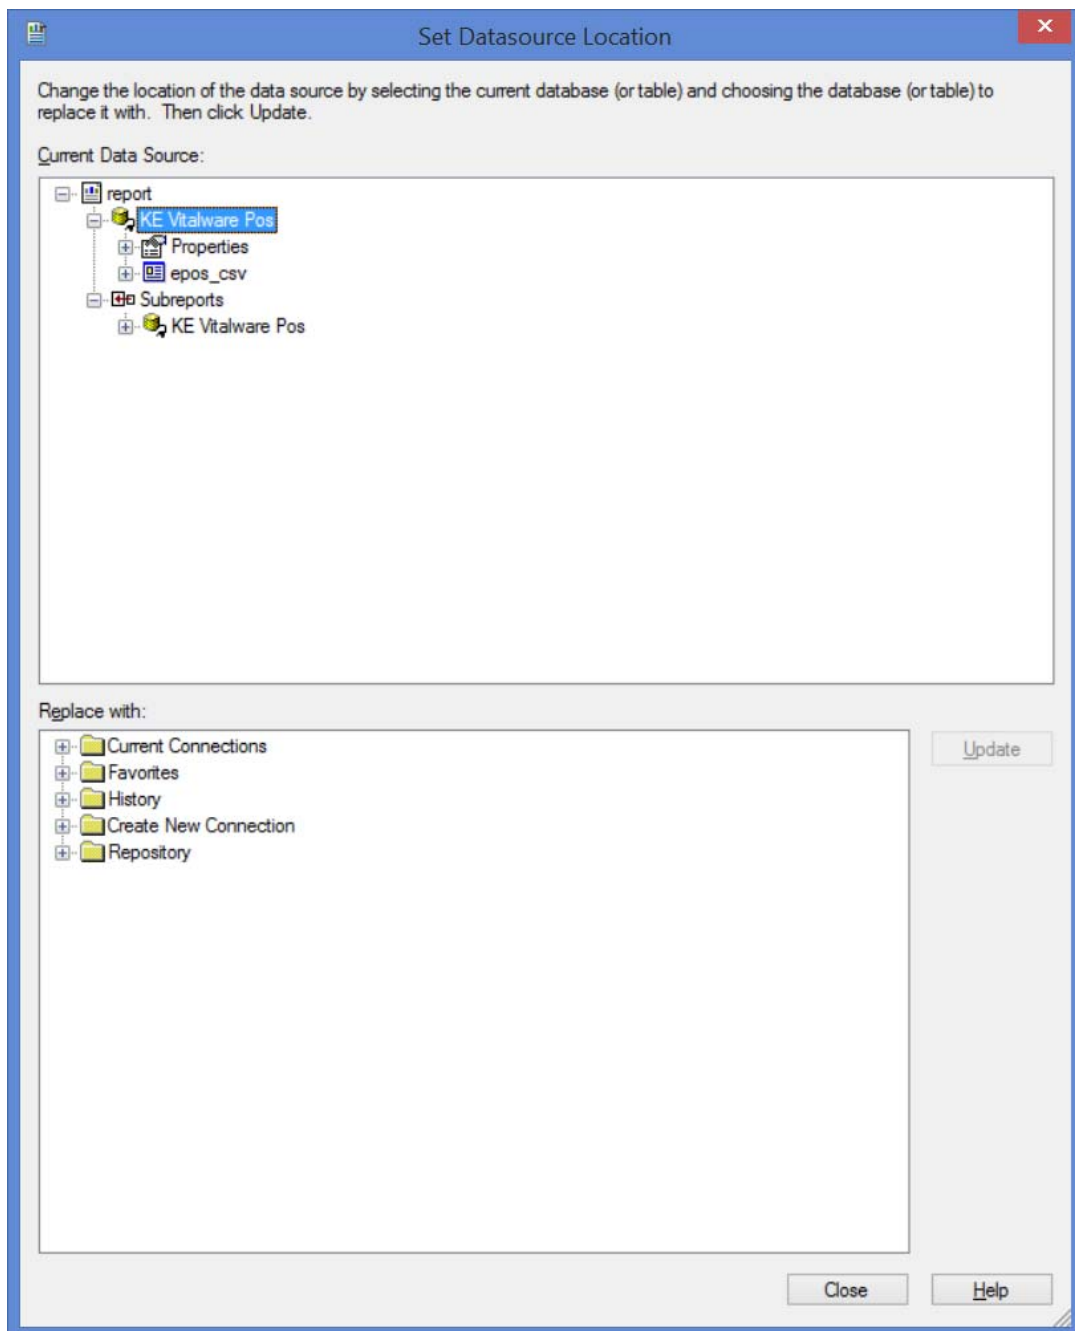 Set Datasource Location
Change the location of the data source by selecting the current database (or table) and choosing the database (or table) to
replace it with. Then click Update.
Current Data Source:
report
KE Vitalware Pos
Properties
epos_csv
Subreports
KE Vitalware Pos
Replace with:
Current Connections
Update
Favorites
History
Create New Connection
Repository
Close
Help